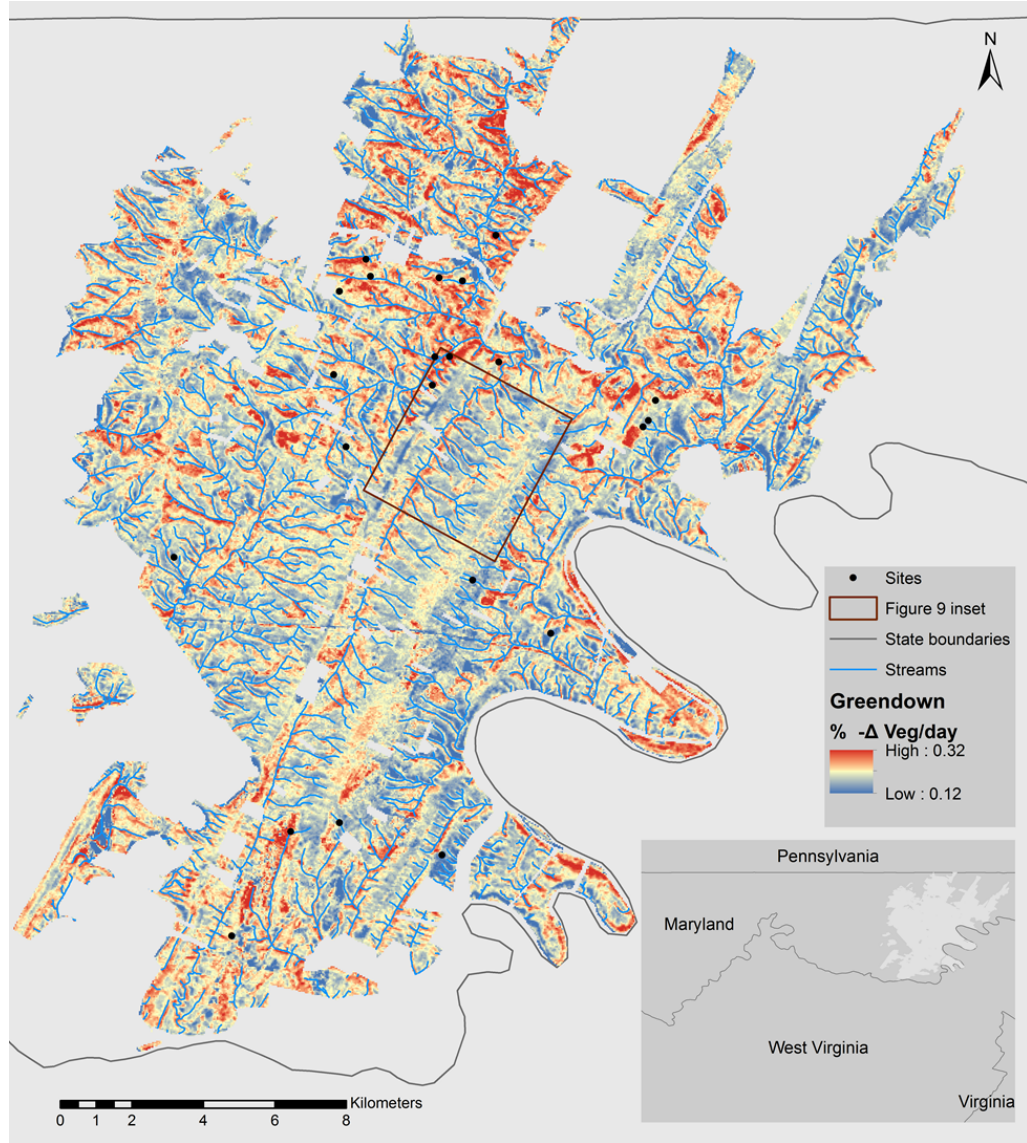 N
Sites
Figure 9 inset
State boundaries
Streams
Greendown
% -Δ Veg/day
High : 0.32
Low : 0.12
Pennsylvania
Maryland
West Virginia
Virginia
Kilometers
0 1 2 4 6 8